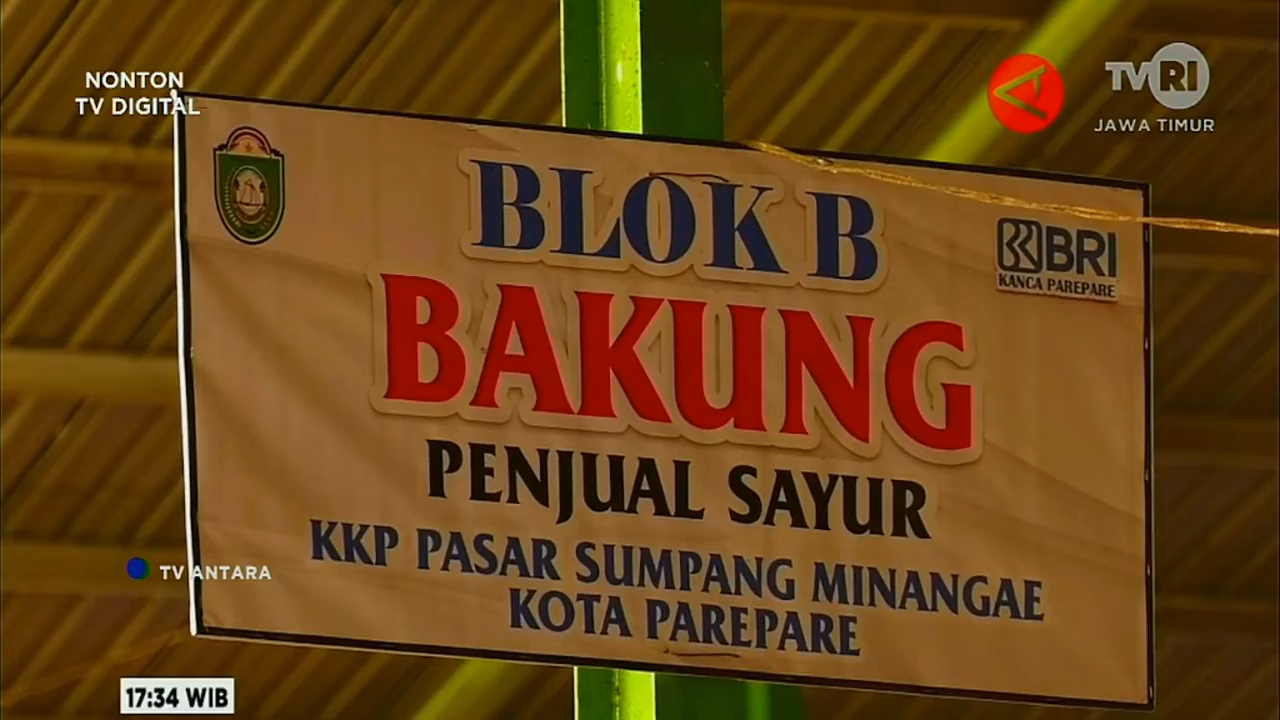 NONTON
TV DIGITAL
TVRI
JAWA TIMUR
BLOK B
BRI
KANCA PAREPARE
BAKUNG
PENJUAL SAYUR
KKP PASAR SUMPANG MINANGAE
KOTA PAREPARE
TV ANTARA
17:34 WIB